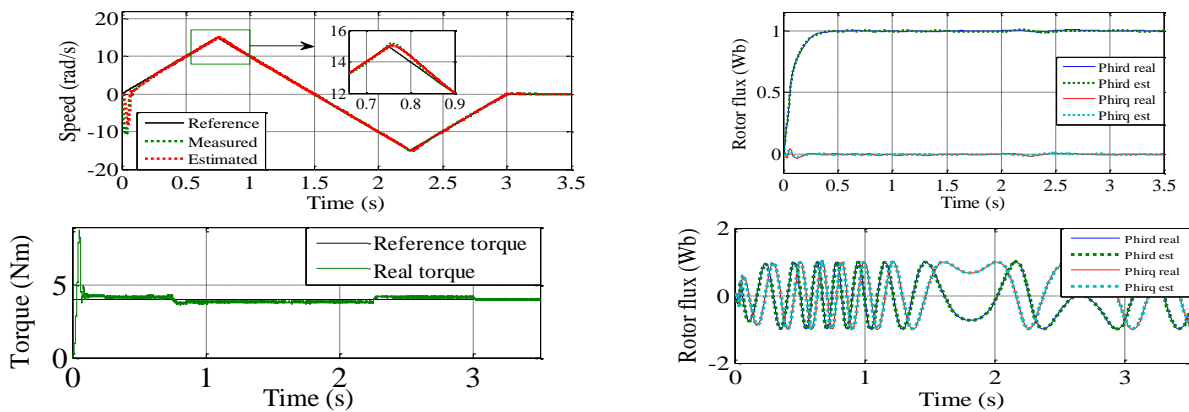 20
10
0
-10
-20
Speed (rad/s)
16
14
12
0.7 0.8 0.9
Reference
Measured
Estimated
0 0.5 1 1.5 2 2.5 3 3.5
Time (s)
1
0.5
0
Rotor flux (Wb)
Phird real
Phird est
Phirq real
Phirq est
0 0.5 1 1.5 2 2.5 3 3.5
Time (s)
5
0
Torque (Nm)
Reference torque
Real torque
0 1 2 3
Time (s)
2
0
-2
Rotor flux (Wb)
Phird real
Phird est
Phirq real
Phirq est
0 1 2 3
Time (s)